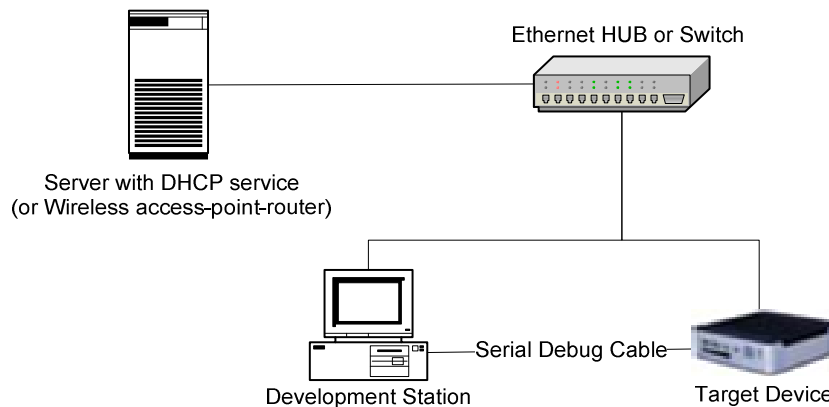 Ethernet HUB or Switch
Server with DHCP service
(or Wireless access-point-router)
Serial Debug Cable
Development Station
Target Device